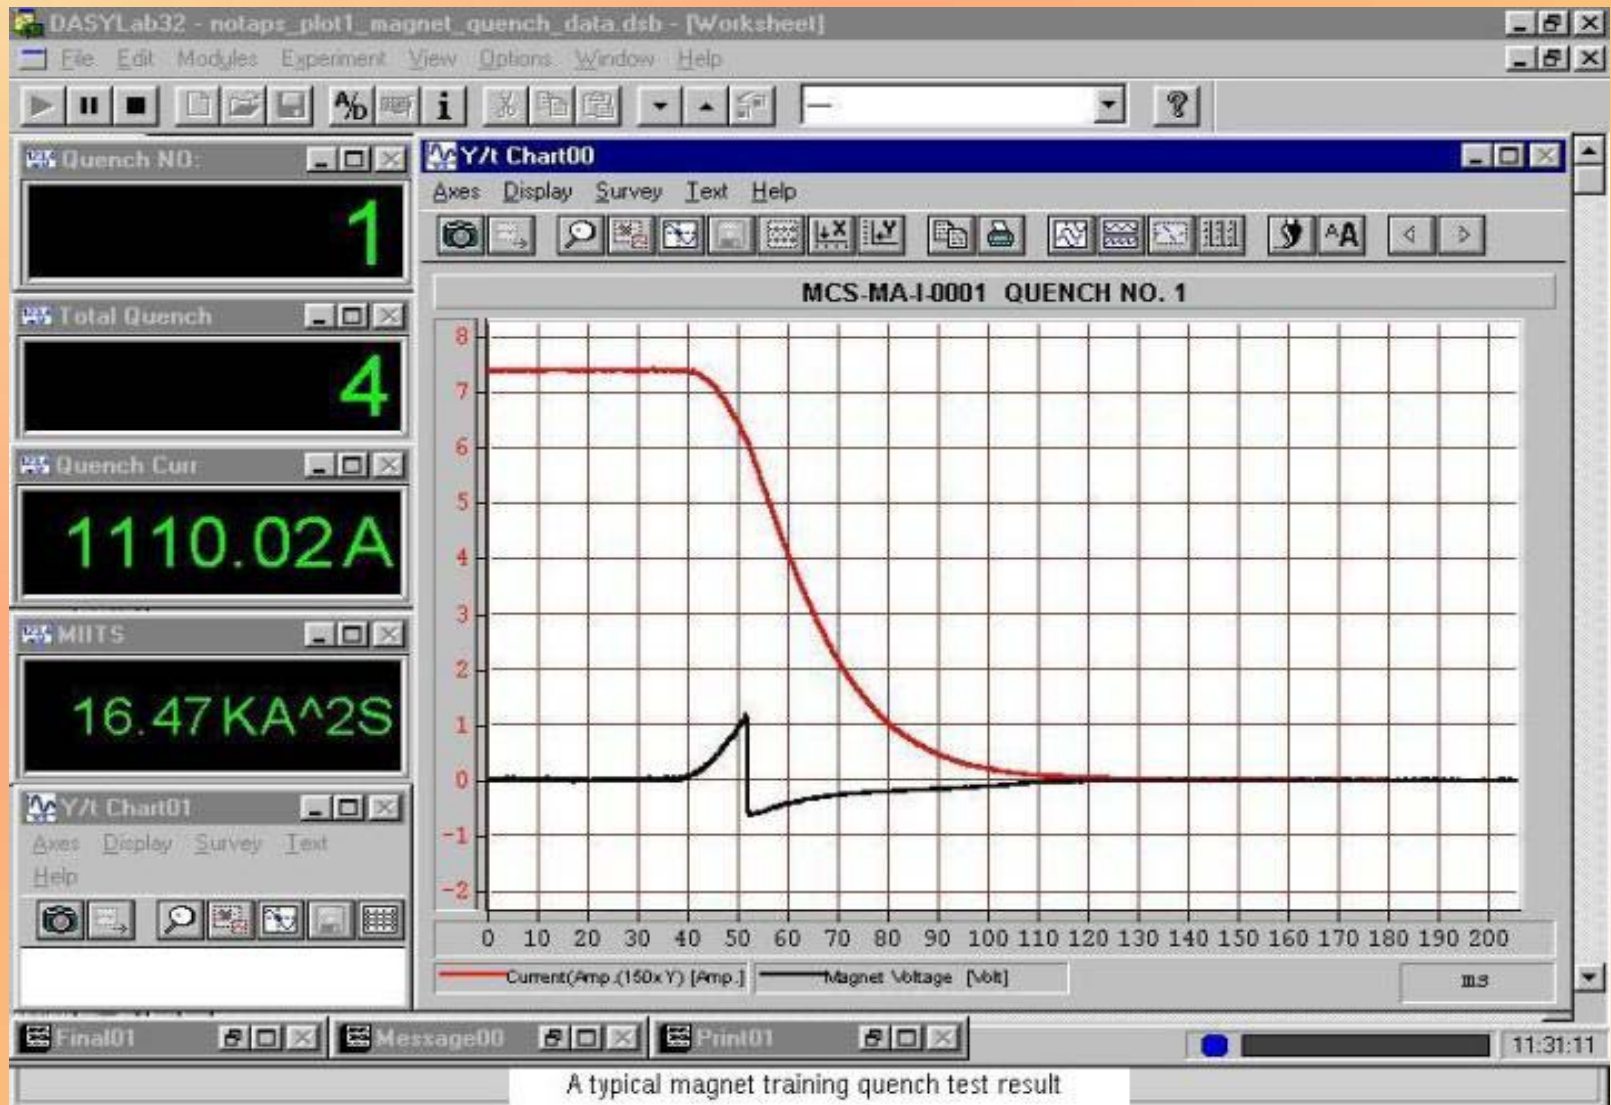 DASYLab32 - notaps_plot1_magnet_quench_data.dsb - [Worksheet]
File Edit Modules Experiment View Options Window Help
A/D
Quench NO:
1
Total Quench
4
Quench Curr
1110.02A
MIITS
16.47KA^2S
Y/t Chart01
Axes Display Survey Text
Help
Y/t Chart00
Axes Display Survey Text Help
MCS-MA-I-0001 QUENCH NO. 1
8
7
6
5
4
3
2
1
0
-1
-2
0 10 20 30 40 50 60 70 80 90 100 110 120 130 140 150 160 170 180 190 200
Current(Amp.(150xY) [Amp.] Magnet Voltage [Volt] ms
Final01 Message00 Print01 11:31:11
A typical magnet training quench test result